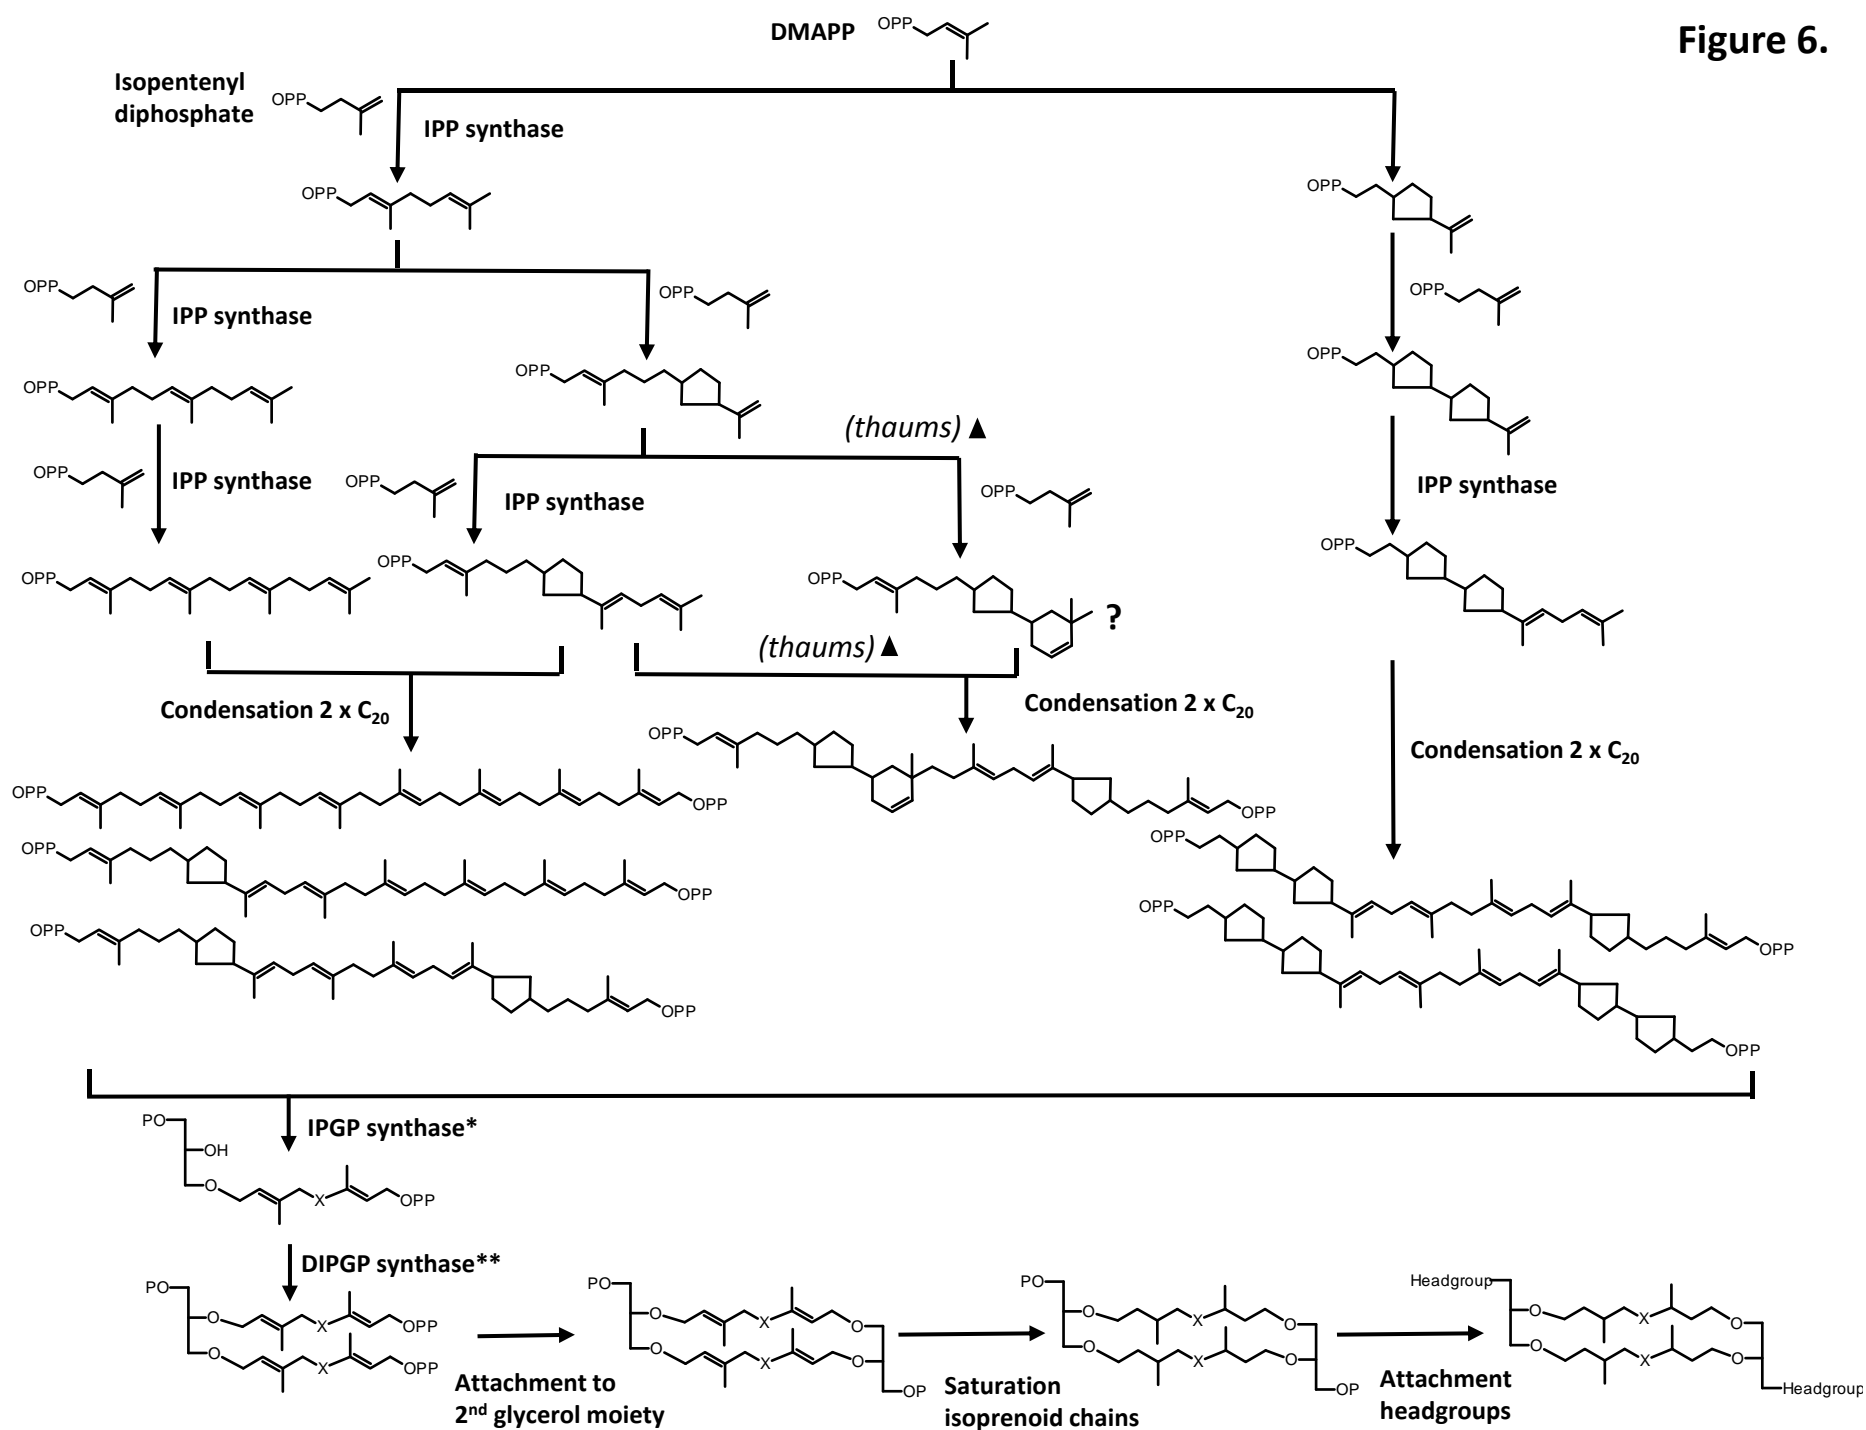 Figure 6.
DMAPP
OPP
Isopentenyl
diphosphate
OPP
IPP synthase
OPP
OPP
OPP
IPP synthase
OPP
OPP
OPP
OPP
OPP
(thaums) ▲
OPP
IPP synthase
OPP
IPP synthase
OPP
IPP synthase
OPP
OPP
OPP
OPP
?
(thaums) ▲
Condensation 2 x C20
Condensation 2 x C20
Condensation 2 x C20
OPP
OPP
OPP
OPP
OPP
OPP
OPP
OPP
OPP
OPP
OPP
OPP
OPP
OPP
IPGP synthase*
PO
OH
O
X
OPP
DIPGP synthase**
PO
O
X
OPP
O
X
OPP
Attachment to
2nd glycerol moiety
PO
O
X
O
O
X
O
OP
Saturation
isoprenoid chains
PO
O
X
O
O
X
O
OP
Attachment
headgroups
Headgroup
O
X
O
O
X
O
Headgroup